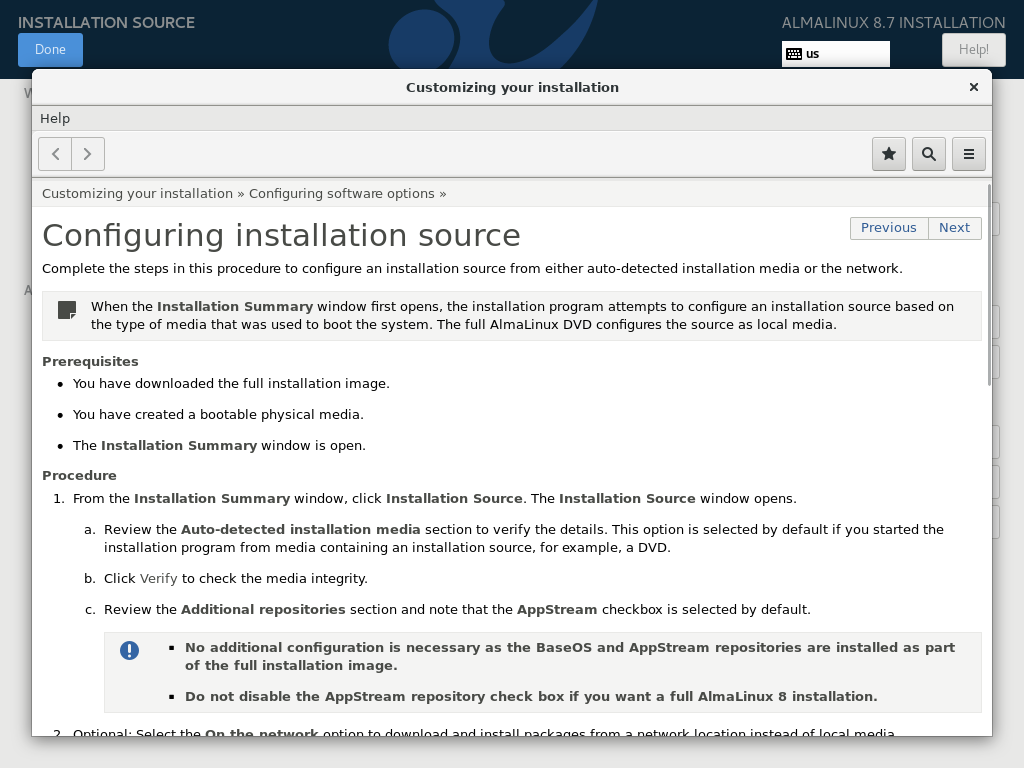 INSTALLATION SOURCE
ALMALINUX 8.7 INSTALLATION
Done
us
Help!
Customizing your installation
Help
Customizing your installation » Configuring software options »
Configuring installation source
Previous
Next
Complete the steps in this procedure to configure an installation source from either auto-detected installation media or the network.
When the Installation Summary window first opens, the installation program attempts to configure an installation source based on
the type of media that was used to boot the system. The full AlmaLinux DVD configures the source as local media.
Prerequisites
• You have downloaded the full installation image.
• You have created a bootable physical media.
• The Installation Summary window is open.
Procedure
1. From the Installation Summary window, click Installation Source. The Installation Source window opens.
a. Review the Auto-detected installation media section to verify the details. This option is selected by default if you started the
installation program from media containing an installation source, for example, a DVD.
b. Click Verify to check the media integrity.
c. Review the Additional repositories section and note that the AppStream checkbox is selected by default.
▪ No additional configuration is necessary as the BaseOS and AppStream repositories are installed as part
of the full installation image.
▪ Do not disable the AppStream repository check box if you want a full AlmaLinux 8 installation.
2. Optional: Select the On the network option to download and install packages from a network location instead of local media.